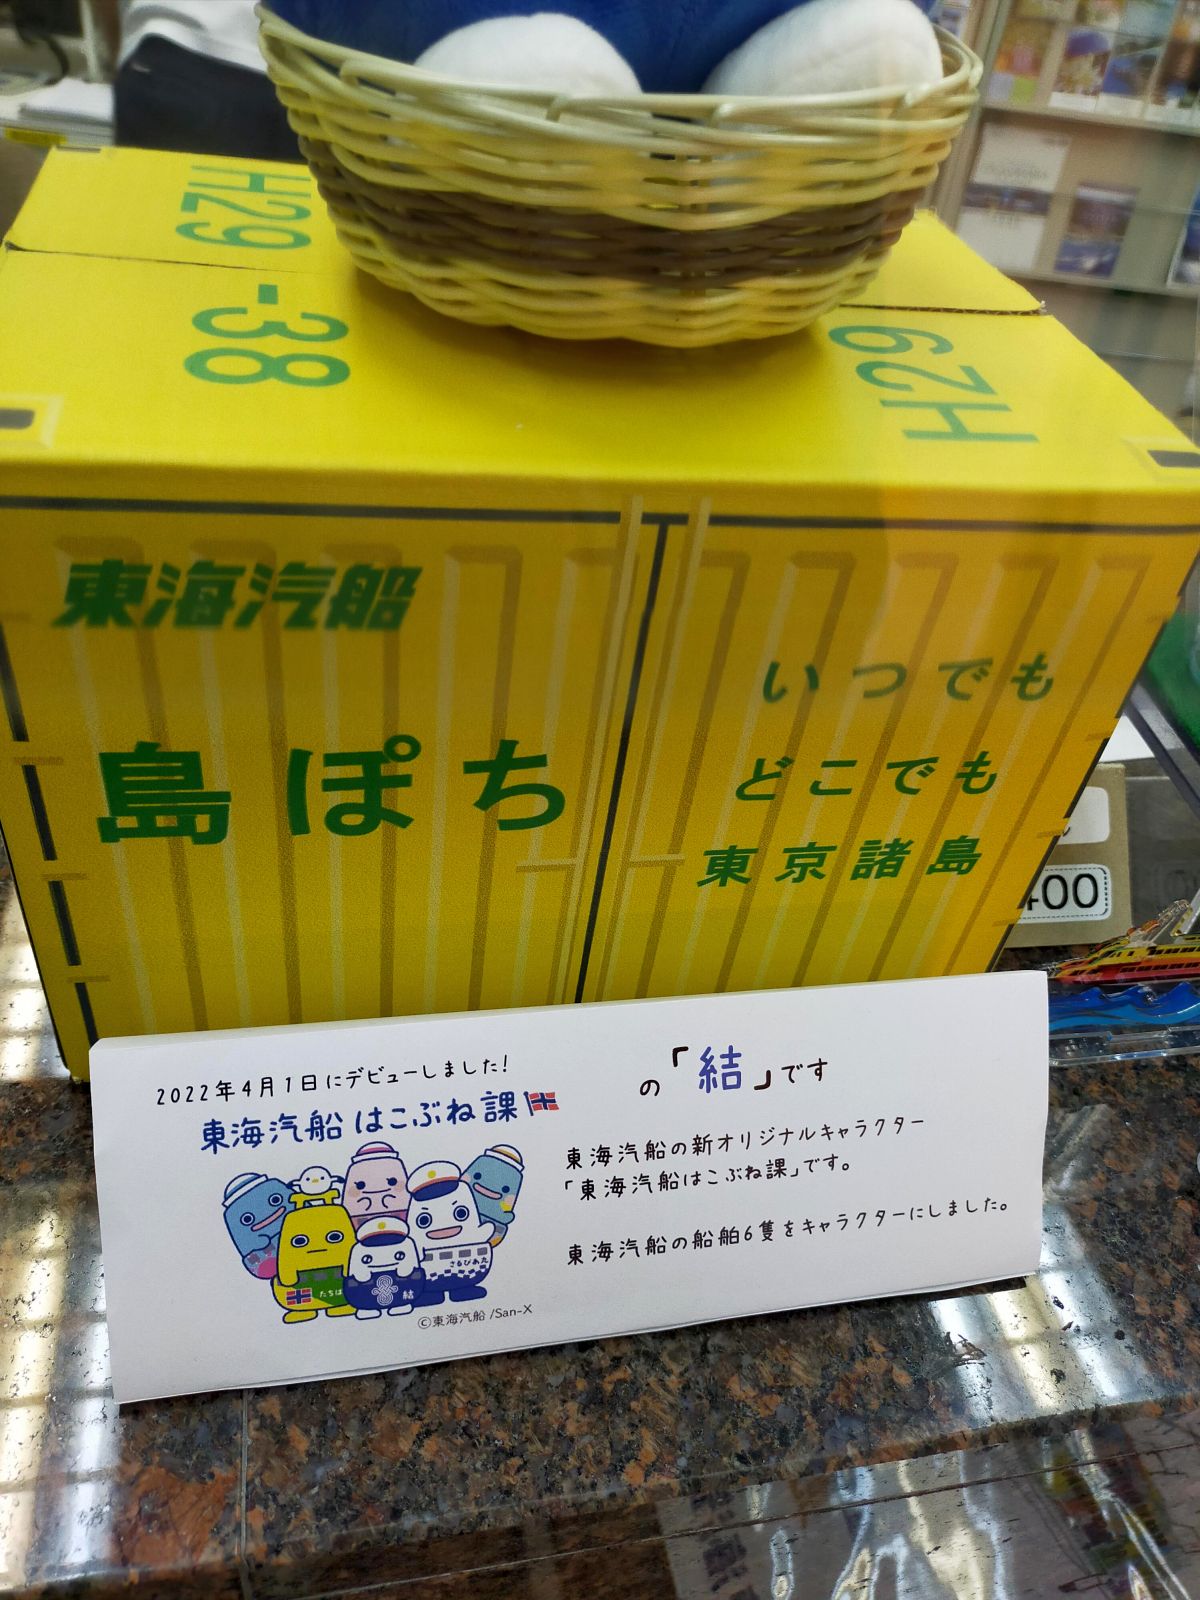 H29
-38
H29
東海汽船
島ぽち
いつでも
どこでも
東京諸島
400
2022年4月1日にデビューしました!
東海汽船 はこぶね課
の「結」です
東海汽船の新オリジナルキャラクター
「東海汽船はこぶね課」です。
東海汽船の船舶6隻をキャラクターにしました。
さるびあ丸
たちば
結
©東海汽船/San-X